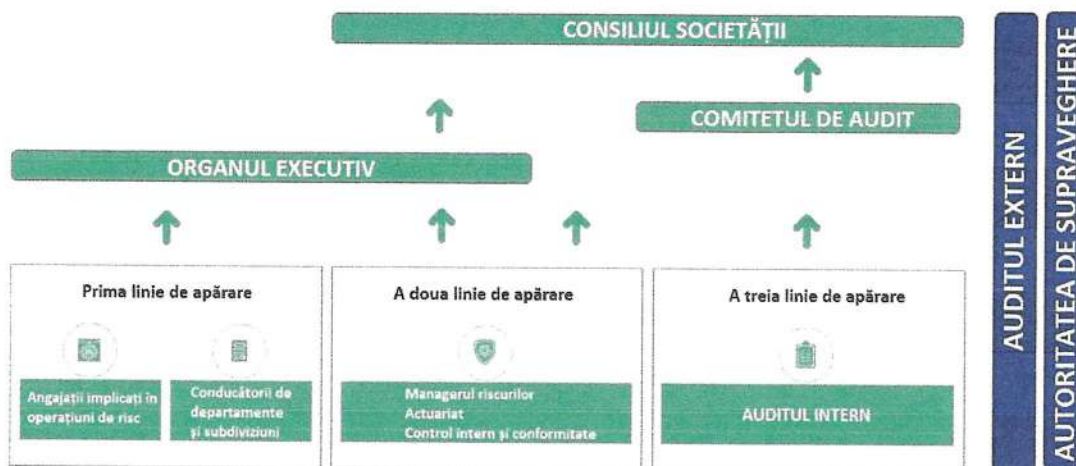 CONSILIUL SOCIETĂȚII
COMITETUL DE AUDIT
ORGANUL EXECUTIV
Prima linie de apărare
Angajații implicați în
operațiuni de risc
Conducătorii de
departamente
și subdiviziuni
A doua linie de apărare
Managerul riscurilor
Actuariat
Control intern și conformitate
A treia linie de apărare
AUDITUL INTERN
AUDITUL EXTERN
AUTORITATEA DE SUPRAVEGHERE